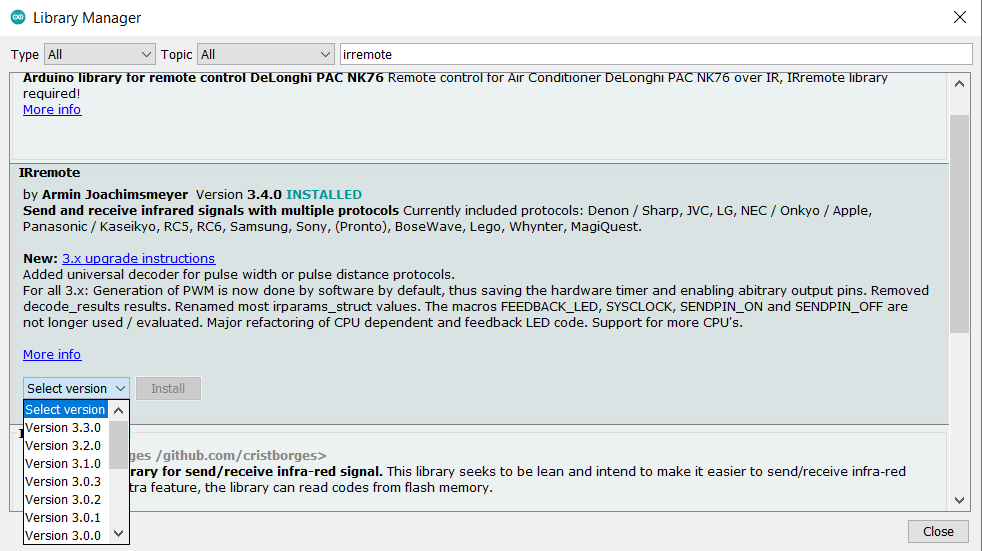 Library Manager
Type All Topic All irremote
Arduino library for remote control DeLonghi PAC NK76 Remote control for Air Conditioner DeLonghi PAC NK76 over IR, IRremote library
required!
More info
IRremote
by Armin Joachimsmeyer Version 3.4.0 INSTALLED
Send and receive infrared signals with multiple protocols Currently included protocols: Denon / Sharp, JVC, LG, NEC / Onkyo / Apple,
Panasonic / Kaseikyo, RC5, RC6, Samsung, Sony, (Pronto), BoseWave, Lego, Whynter, MagiQuest.
New: 3.x upgrade instructions
Added universal decoder for pulse width or pulse distance protocols.
For all 3.x: Generation of PWM is now done by software by default, thus saving the hardware timer and enabling abitrary output pins. Removed
decode_results results. Renamed most irparams_struct values. The macros FEEDBACK_LED, SYSCLOCK, SENDPIN_ON and SENDPIN_OFF are
not longer used / evaluated. Major refactoring of CPU dependent and feedback LED code. Support for more CPU's.
More info
Select version Install
Select version
Version 3.3.0
Version 3.2.0
Version 3.1.0
Version 3.0.3
Version 3.0.2
Version 3.0.1
Version 3.0.0
/github.com/cristborges>
for send/receive infra-red signal. This library seeks to be lean and intend to make it easier to send/receive infra-red
feature, the library can read codes from flash memory.
Close